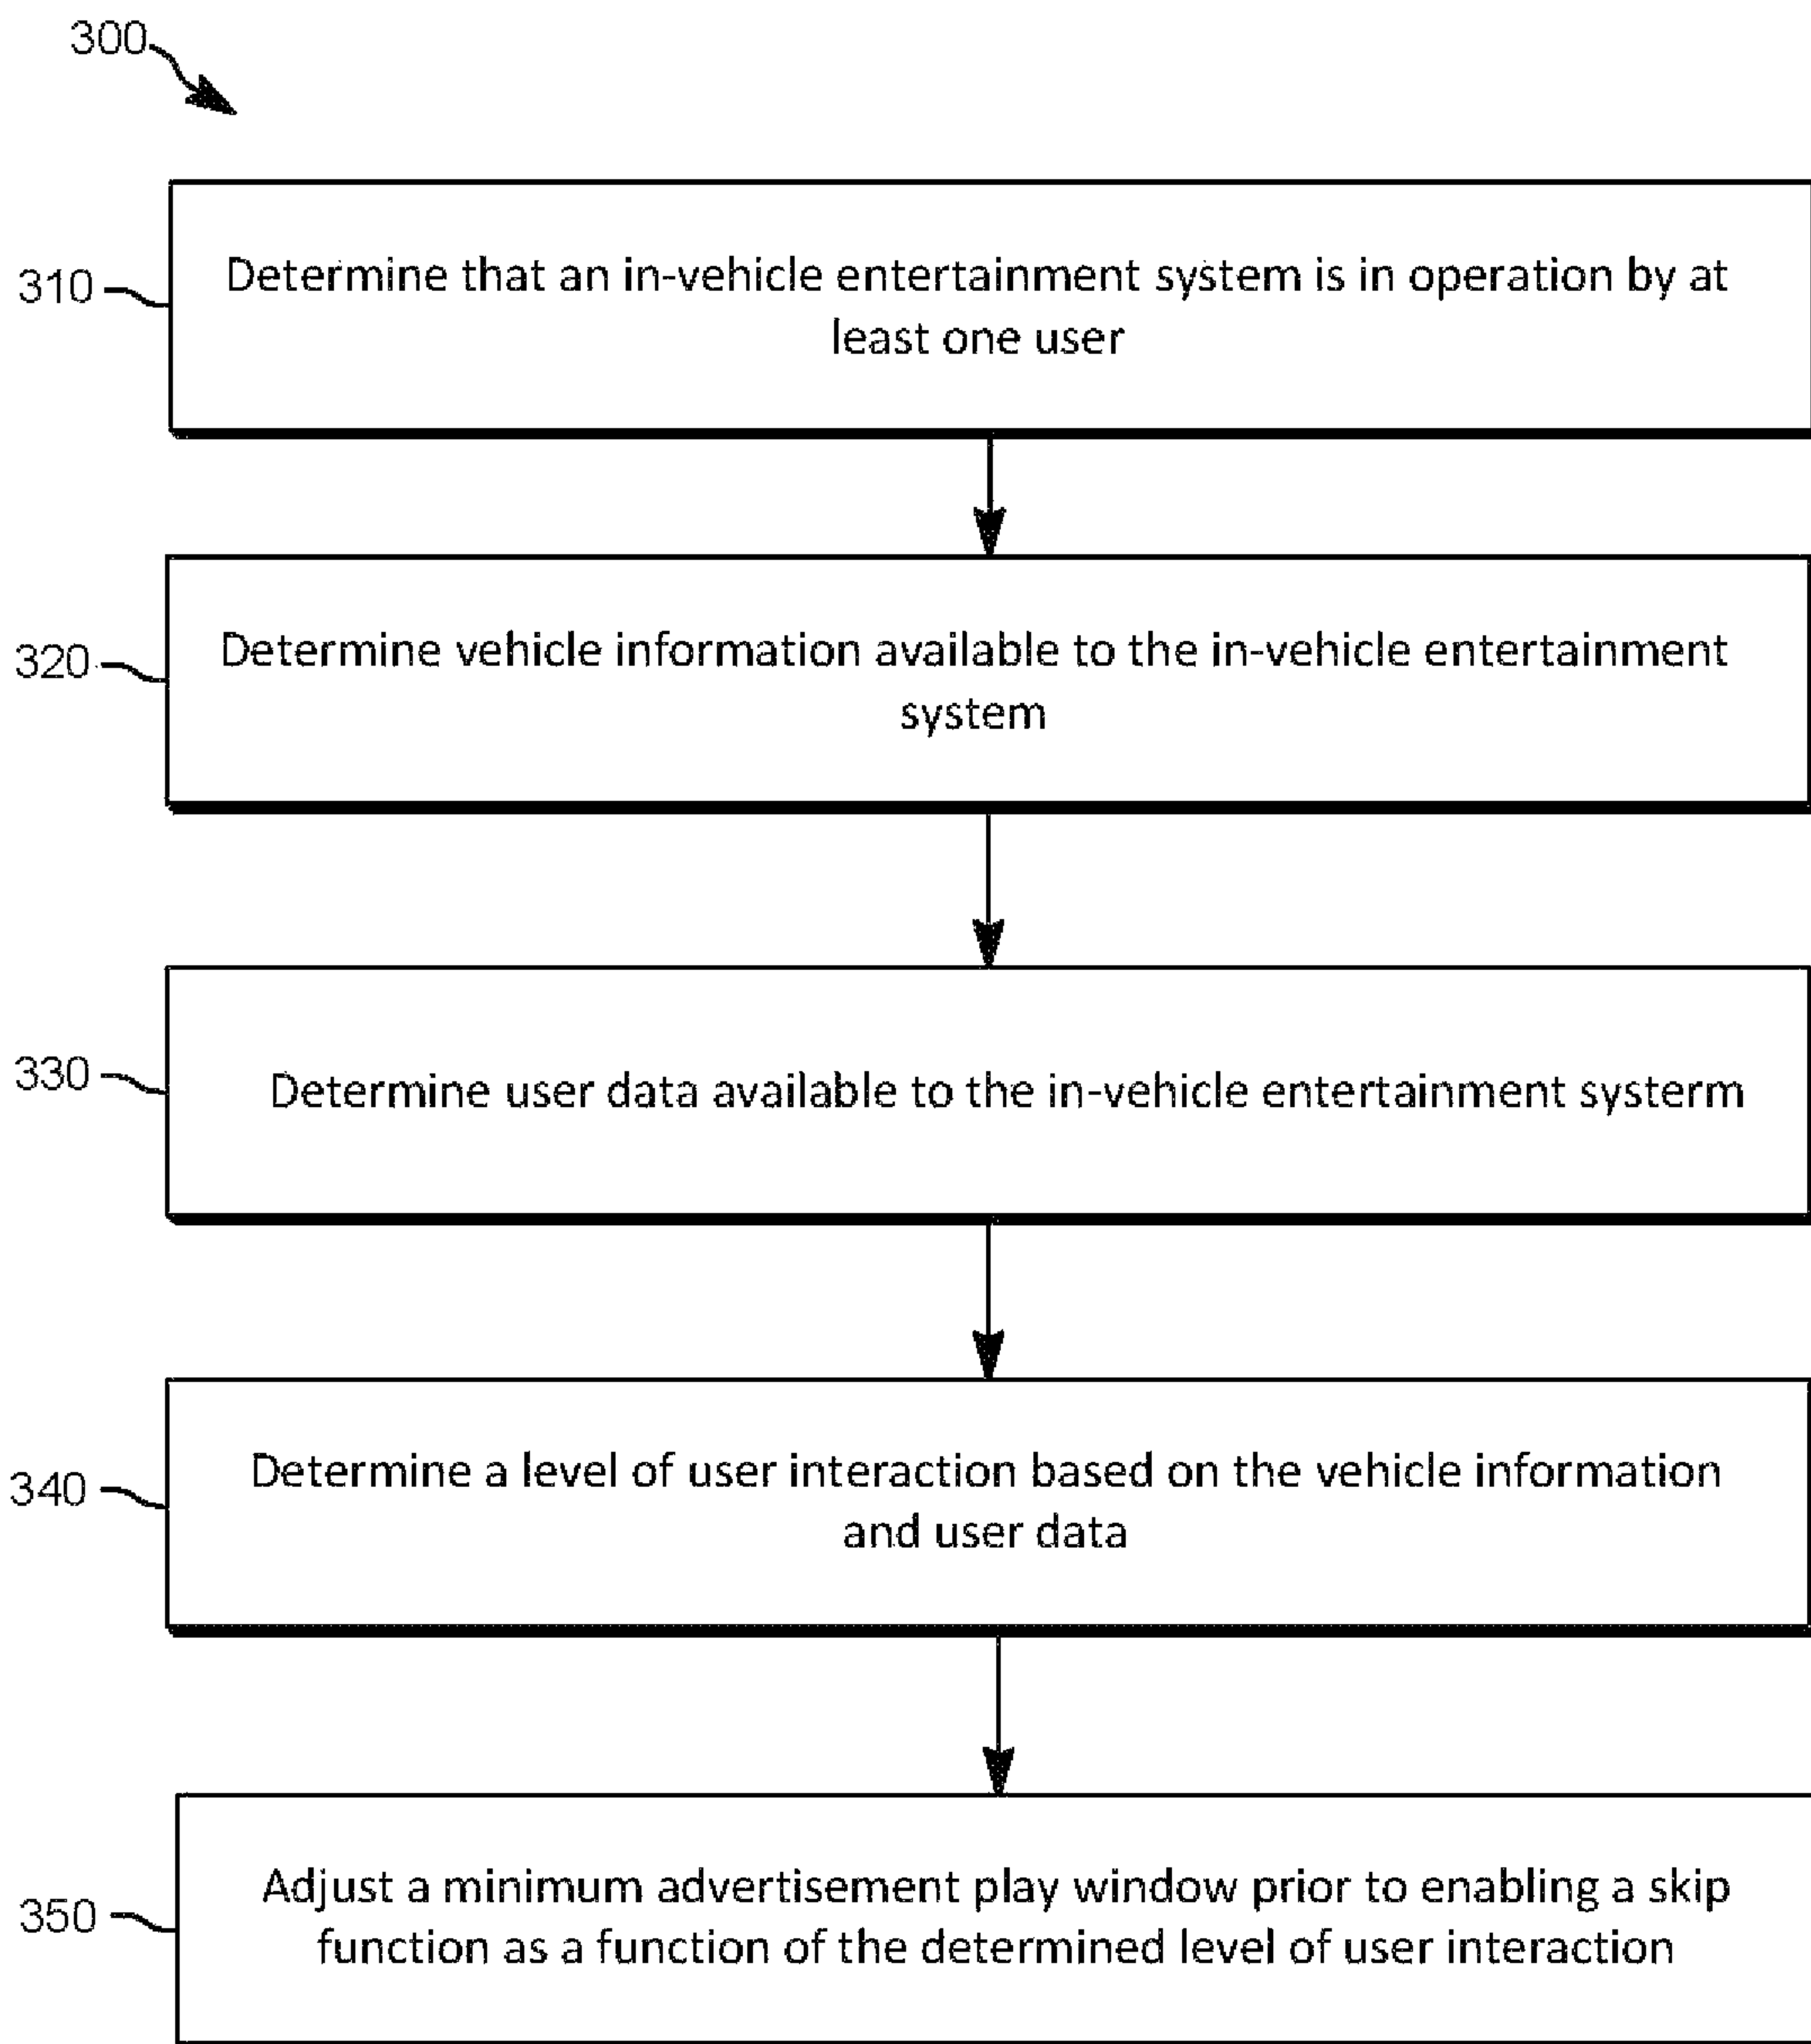 300
310
Determine that an in-vehicle entertainment system is in operation by at
least one user
320
Determine vehicle information available to the in-vehicle entertainment
system
330
Determine user data available to the in-vehicle entertainment systerm
340
Determine a level of user interaction based on the vehicle information
and user data
350
Adjust a minimum advertisement play window prior to enabling a skip
function as a function of the determined level of user interaction